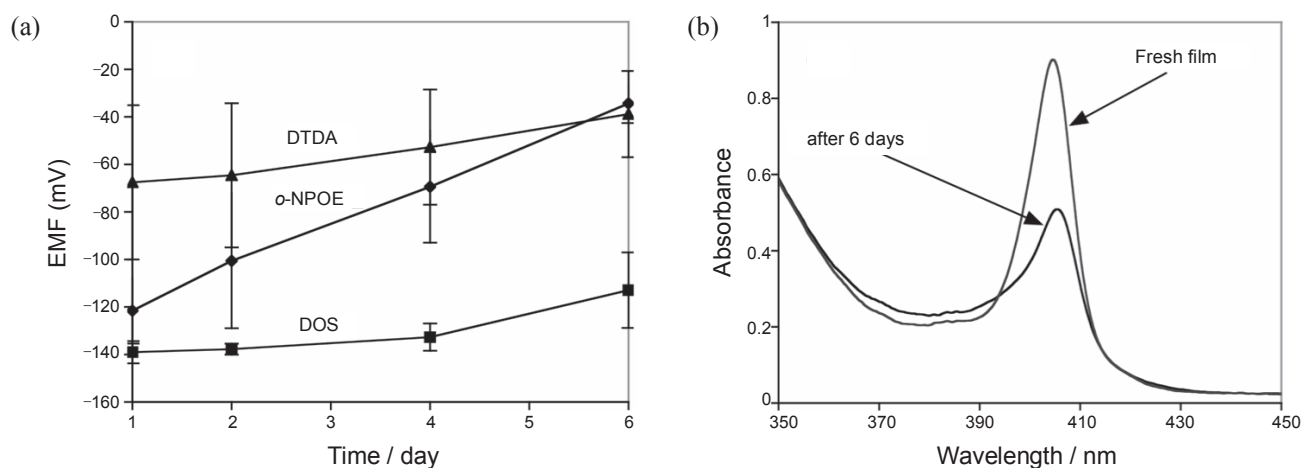 (a)
0
−20
−40
−60
−80
−100
−120
−140
−160
EMF (mV)
DTDA
o-NPOE
DOS
1
2
3
4
5
6
Time / day
(b)
1
0.8
0.6
0.4
0.2
0
Absorbance
Fresh film
after 6 days
350
370
390
410
430
450
Wavelength / nm